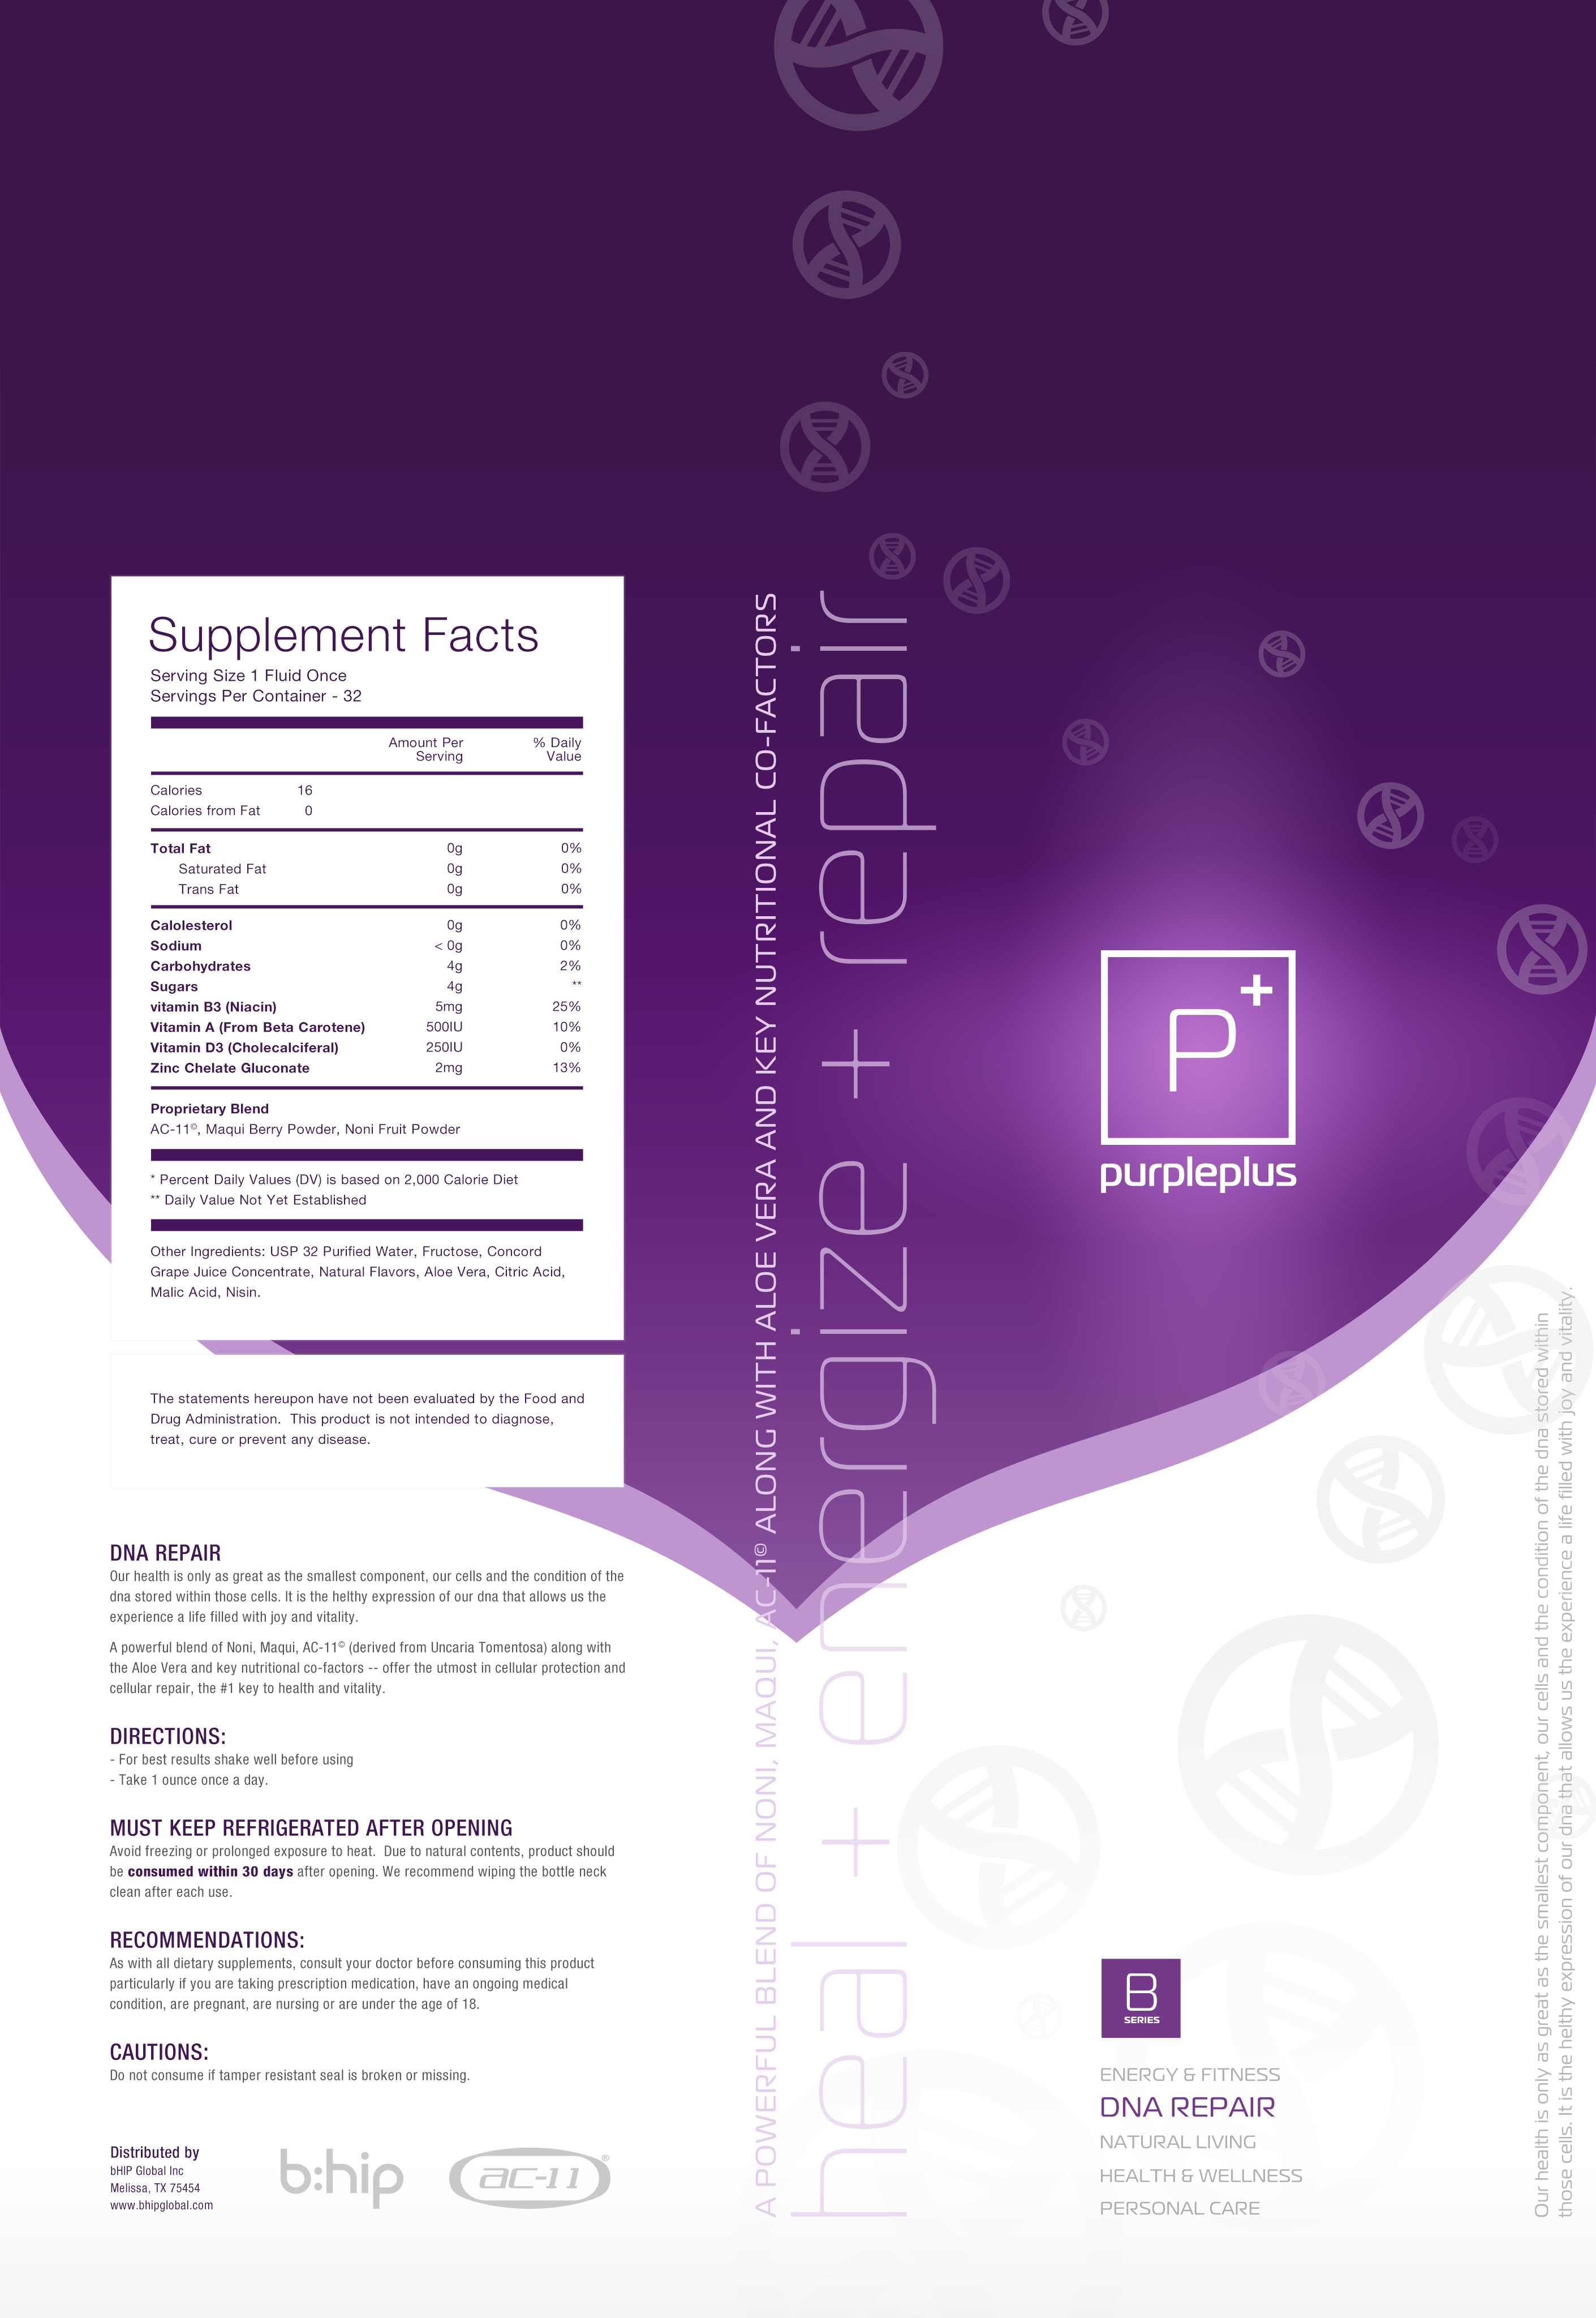 Supplement Facts
Serving Size 1 Fluid Once
Servings Per Container - 32
Amount Per Serving % Daily Value
Calories 16
Calories from Fat 0
Total Fat 0g 0%
Saturated Fat 0g 0%
Trans Fat 0g 0%
Calolesterol 0g 0%
Sodium < 0g 0%
Carbohydrates 4g 2%
Sugars 4g **
vitamin B3 (Niacin) 5mg 25%
Vitamin A (From Beta Carotene) 500IU 10%
Vitamin D3 (Cholecalciferal) 250IU 0%
Zinc Chelate Gluconate 2mg 13%
Proprietary Blend
AC-11©, Maqui Berry Powder, Noni Fruit Powder
* Percent Daily Values (DV) is based on 2,000 Calorie Diet
** Daily Value Not Yet Established
Other Ingredients: USP 32 Purified Water, Fructose, Concord
Grape Juice Concentrate, Natural Flavors, Aloe Vera, Citric Acid,
Malic Acid, Nisin.
The statements hereupon have not been evaluated by the Food and
Drug Administration.  This product is not intended to diagnose,
treat, cure or prevent any disease.
DNA REPAIR
Our health is only as great as the smallest component, our cells and the condition of the
dna stored within those cells. It is the helthy expression of our dna that allows us the
experience a life filled with joy and vitality.
A powerful blend of Noni, Maqui, AC-11© (derived from Uncaria Tomentosa) along with
the Aloe Vera and key nutritional co-factors -- offer the utmost in cellular protection and
cellular repair, the #1 key to health and vitality.
DIRECTIONS:
- For best results shake well before using
- Take 1 ounce once a day.
MUST KEEP REFRIGERATED AFTER OPENING
Avoid freezing or prolonged exposure to heat.  Due to natural contents, product should
be consumed within 30 days after opening. We recommend wiping the bottle neck
clean after each use.
RECOMMENDATIONS:
As with all dietary supplements, consult your doctor before consuming this product
particularly if you are taking prescription medication, have an ongoing medical
condition, are pregnant, are nursing or are under the age of 18.
CAUTIONS:
Do not consume if tamper resistant seal is broken or missing.
Distributed by
bHIP Global Inc
Melissa, TX 75454
www.bhipglobal.com
b:hip
ac-11®
A POWERFUL BLEND OF NONI, MAQUI, AC-11© ALONG WITH ALOE VERA AND KEY NUTRITIONAL CO-FACTORS
heal + energize + repair
P+
purpleplus
B
SERIES
ENERGY & FITNESS
DNA REPAIR
NATURAL LIVING
HEALTH & WELLNESS
PERSONAL CARE
Our health is only as great as the smallest component, our cells and the condition of the dna stored within
those cells. It is the helthy expression of our dna that allows us the experience a life filled with joy and vitality.